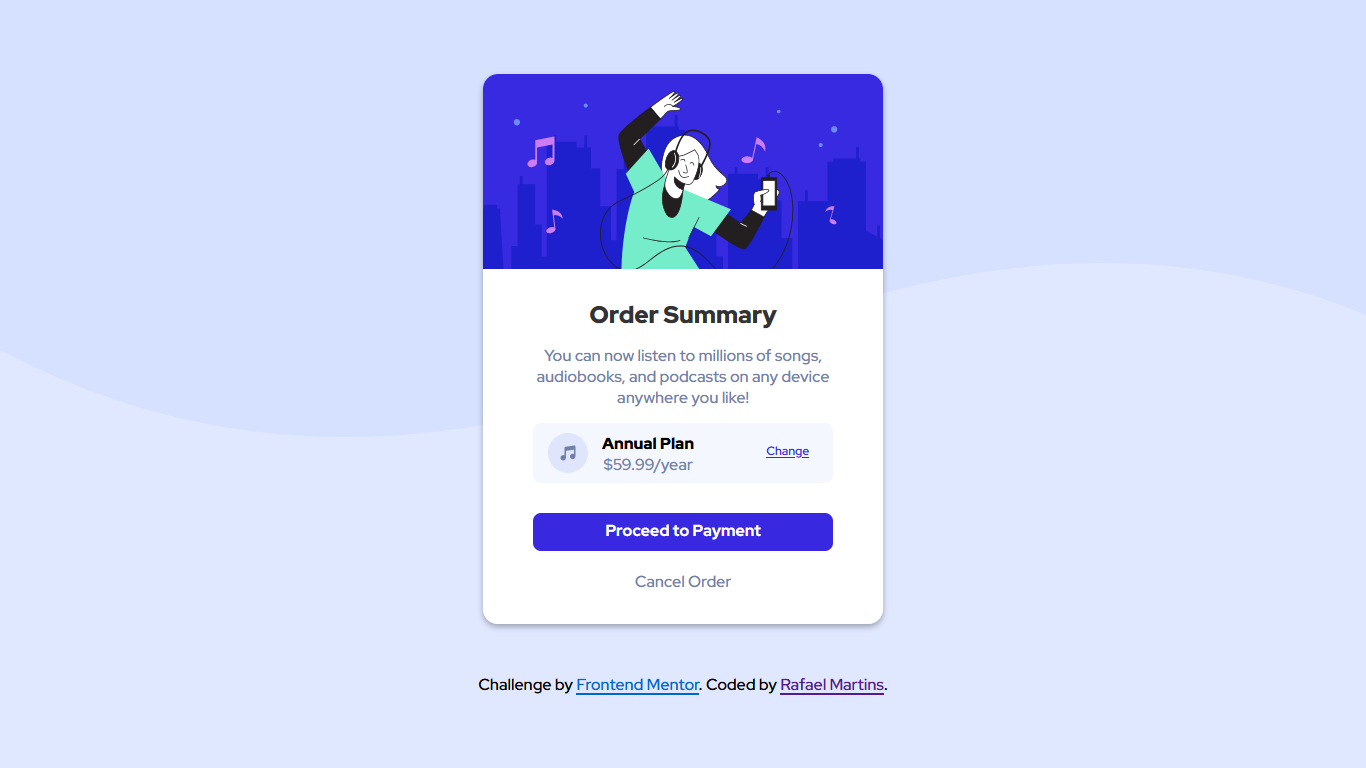 Order Summary
You can now listen to millions of songs,
audiobooks, and podcasts on any device
anywhere you like!
Annual Plan
$59.99/year
Change
Proceed to Payment
Cancel Order
Challenge by Frontend Mentor. Coded by Rafael Martins.